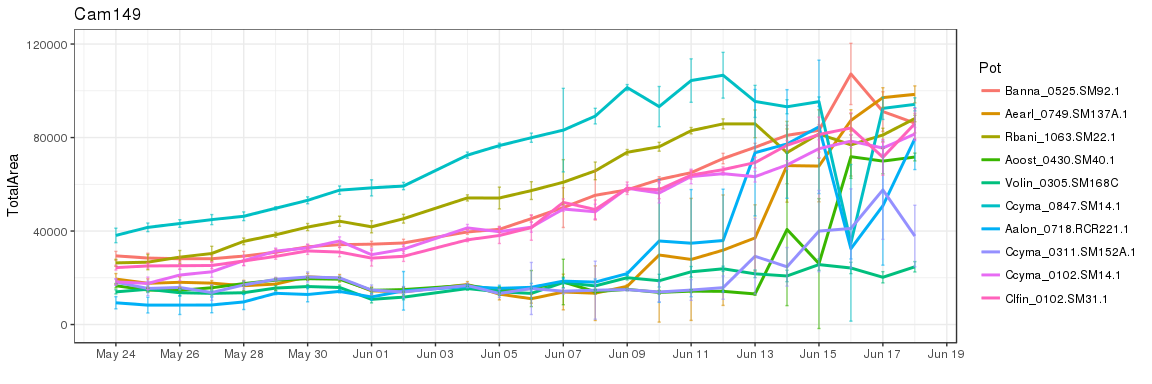 Cam149
TotalArea
120000
80000
40000
0
May 24 May 26 May 28 May 30 Jun 01 Jun 03 Jun 05 Jun 07 Jun 09 Jun 11 Jun 13 Jun 15 Jun 17 Jun 19
Pot
Banna_0525.SM92.1
Aearl_0749.SM137A.1
Rbani_1063.SM22.1
Aoost_0430.SM40.1
Volin_0305.SM168C
Ccyma_0847.SM14.1
Aalon_0718.RCR221.1
Ccyma_0311.SM152A.1
Ccyma_0102.SM14.1
Clfin_0102.SM31.1